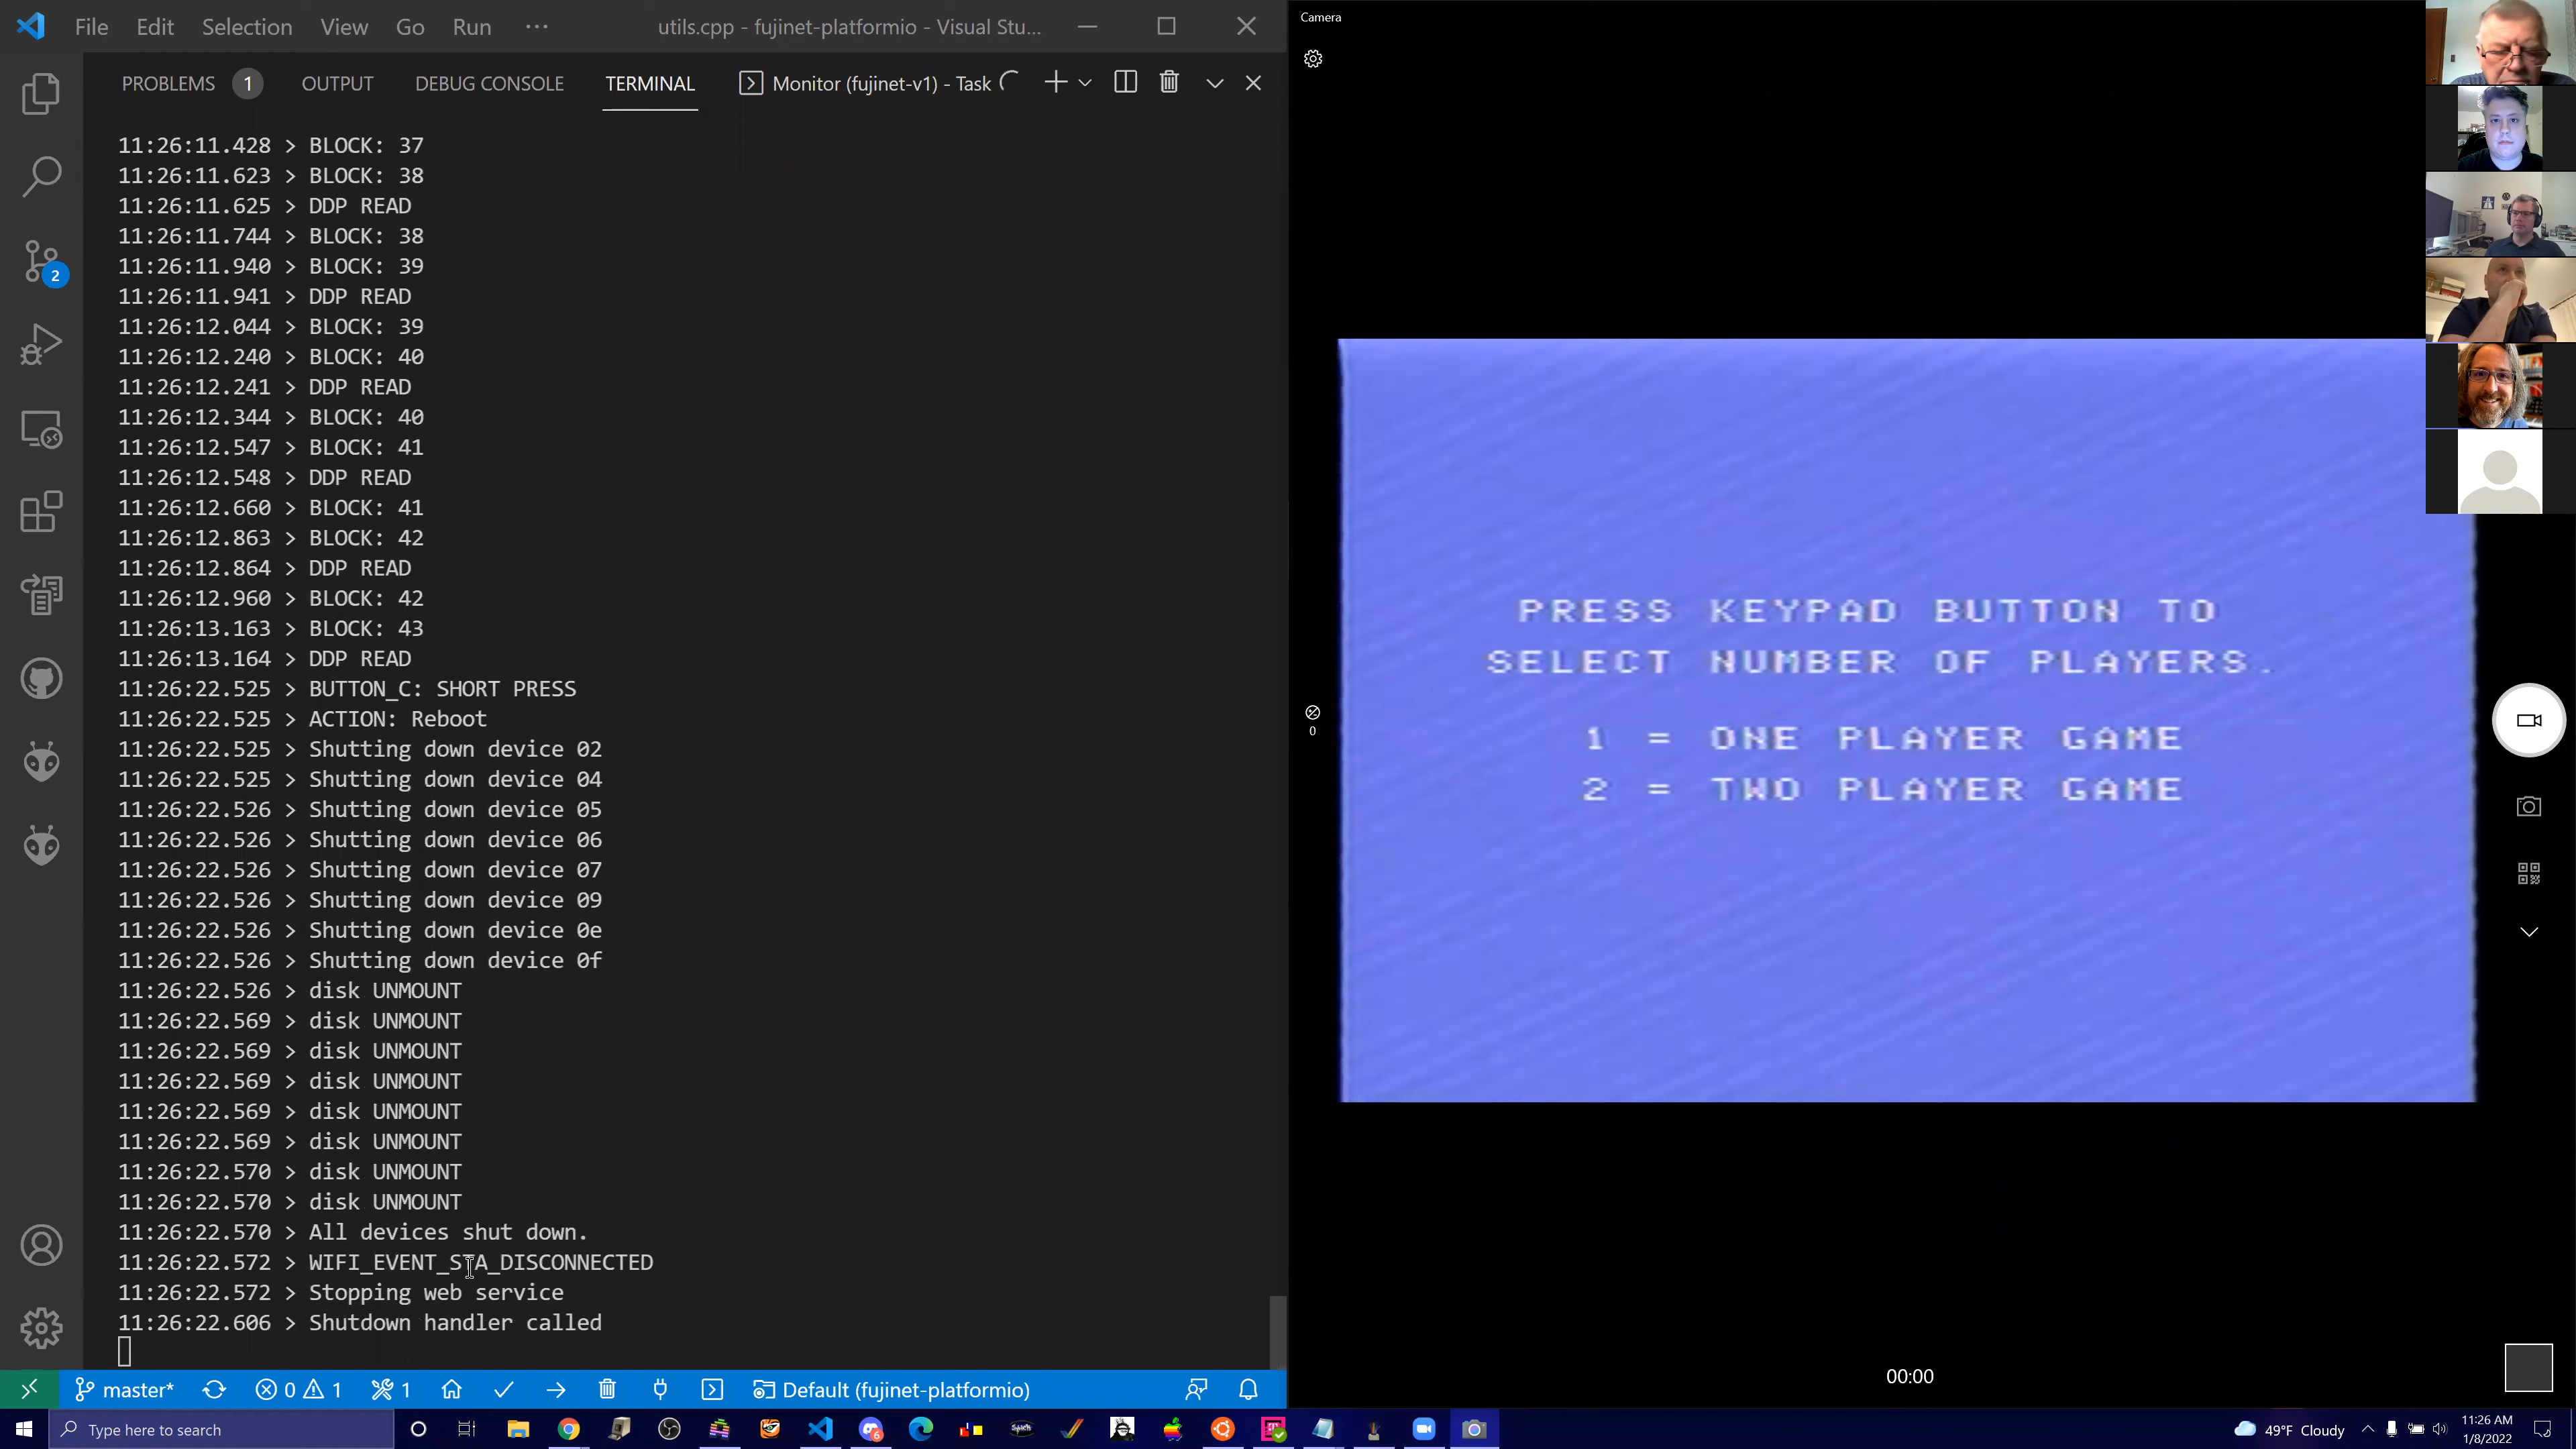 File Edit Selection View Go Run ··· utils.cpp - fujinet-platformio - Visual Stu...
PROBLEMS 1 OUTPUT DEBUG CONSOLE TERMINAL Monitor (fujinet-v1) - Task
11:26:11.428 > BLOCK: 37
11:26:11.623 > BLOCK: 38
11:26:11.625 > DDP READ
11:26:11.744 > BLOCK: 38
11:26:11.940 > BLOCK: 39
11:26:11.941 > DDP READ
11:26:12.044 > BLOCK: 39
11:26:12.240 > BLOCK: 40
11:26:12.241 > DDP READ
11:26:12.344 > BLOCK: 40
11:26:12.547 > BLOCK: 41
11:26:12.548 > DDP READ
11:26:12.660 > BLOCK: 41
11:26:12.863 > BLOCK: 42
11:26:12.864 > DDP READ
11:26:12.960 > BLOCK: 42
11:26:13.163 > BLOCK: 43
11:26:13.164 > DDP READ
11:26:22.525 > BUTTON_C: SHORT PRESS
11:26:22.525 > ACTION: Reboot
11:26:22.525 > Shutting down device 02
11:26:22.525 > Shutting down device 04
11:26:22.526 > Shutting down device 05
11:26:22.526 > Shutting down device 06
11:26:22.526 > Shutting down device 07
11:26:22.526 > Shutting down device 09
11:26:22.526 > Shutting down device 0e
11:26:22.526 > Shutting down device 0f
11:26:22.526 > disk UNMOUNT
11:26:22.569 > disk UNMOUNT
11:26:22.569 > disk UNMOUNT
11:26:22.569 > disk UNMOUNT
11:26:22.569 > disk UNMOUNT
11:26:22.569 > disk UNMOUNT
11:26:22.570 > disk UNMOUNT
11:26:22.570 > disk UNMOUNT
11:26:22.570 > All devices shut down.
11:26:22.572 > WIFI_EVENT_STA_DISCONNECTED
11:26:22.572 > Stopping web service
11:26:22.606 > Shutdown handler called
2
master* 0 1 1 Default (fujinet-platformio)
Camera
PRESS KEYPAD BUTTON TO
SELECT NUMBER OF PLAYERS.
1 = ONE PLAYER GAME
2 = TWO PLAYER GAME
0
00:00
Type here to search
6
49°F Cloudy
11:26 AM
1/8/2022